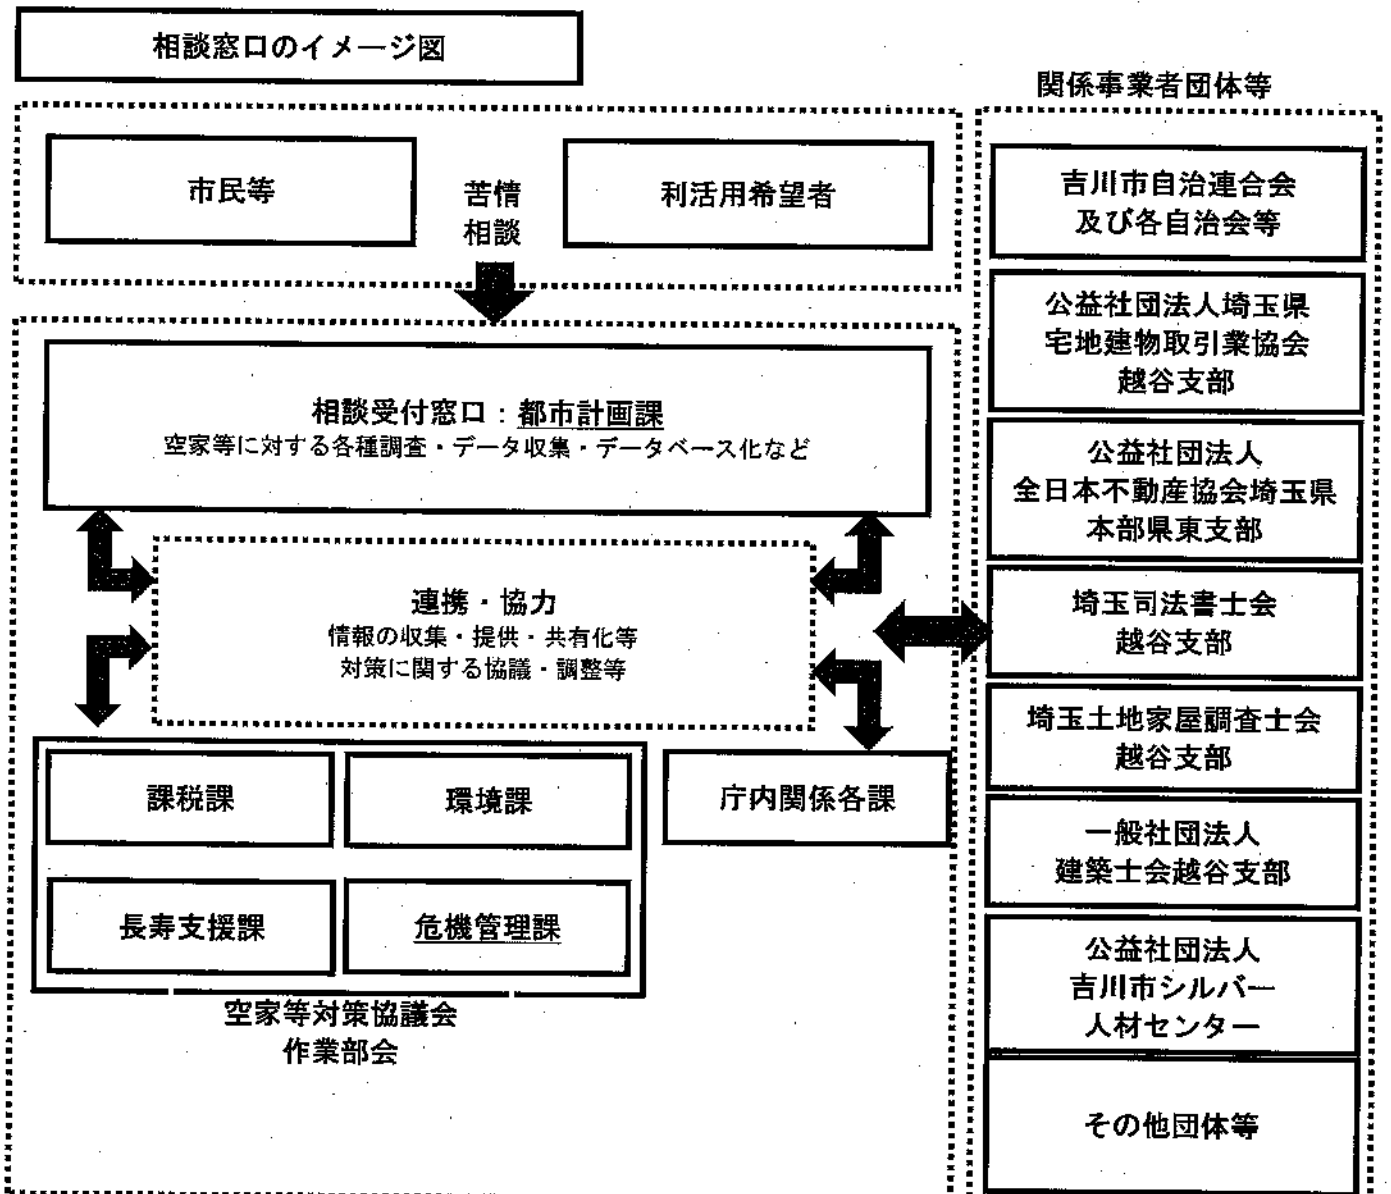 相談窓口のイメージ図
市民等
苦情
相談
利活用希望者
相談受付窓口：都市計画課
空家等に対する各種調査・データ収集・データベース化など
連携・協力
情報の収集・提供・共有化等
対策に関する協議・調整等
課税課
環境課
庁内関係各課
長寿支援課
危機管理課
空家等対策協議会
作業部会
関係事業者団体等
吉川市自治連合会
及び各自治会等
公益社団法人埼玉県
宅地建物取引業協会
越谷支部
公益社団法人
全日本不動産協会埼玉県
本部県東支部
埼玉司法書士会
越谷支部
埼玉土地家屋調査士会
越谷支部
一般社団法人
建築士会越谷支部
公益社団法人
吉川市シルバー
人材センター
その他団体等